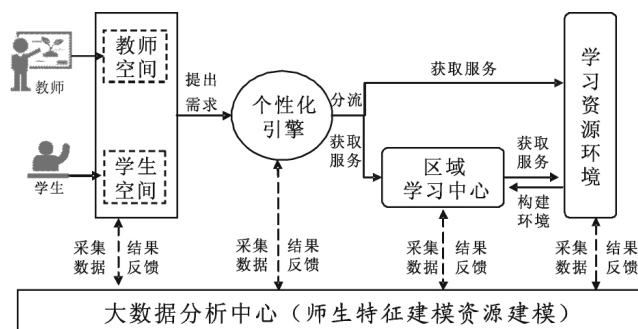 教师
教师
空间
提出
需求
学生
学生
空间
个性化
引擎
分流
获取服务
获取
服务
区域
学习中心
获取
服务
构建
环境
学习资源环境
采集
数据
结果
反馈
采集
数据
结果
反馈
采集
数据
结果
反馈
采集
数据
结果
反馈
大数据分析中心（师生特征建模资源建模）